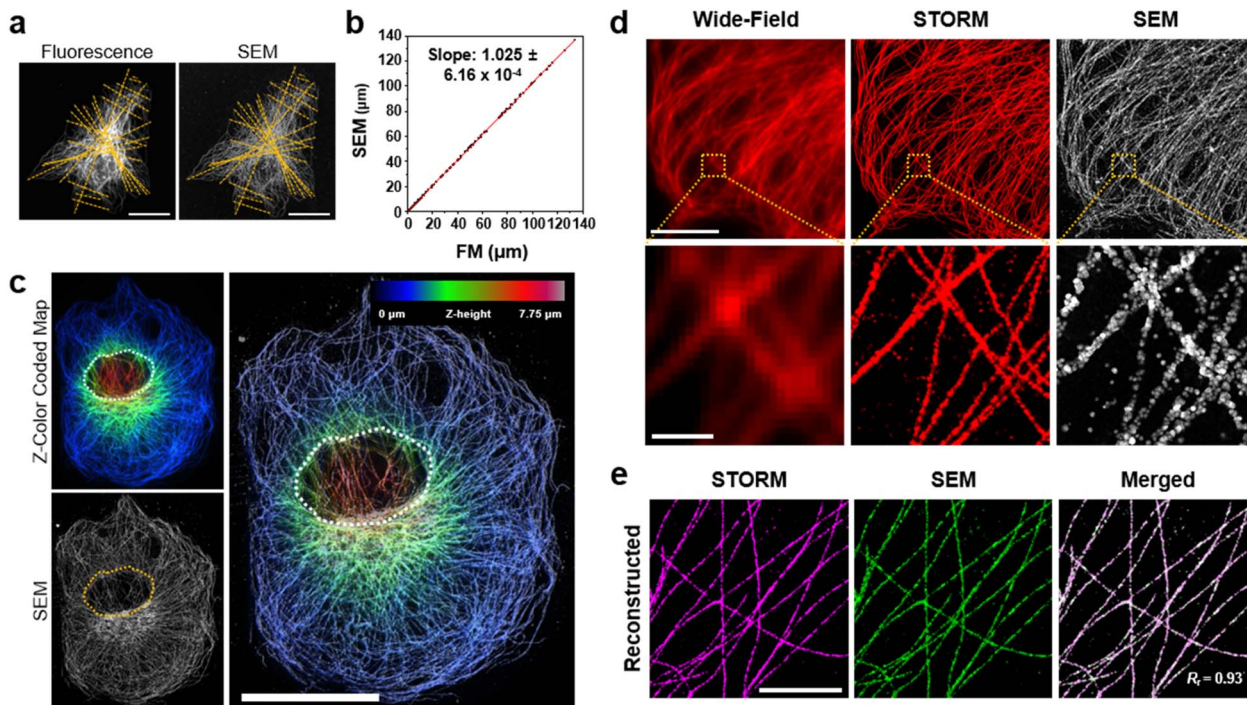 a
Fluorescence
SEM
b
140
120
100
80
60
40
20
0
SEM (µm)
Slope: 1.025 ±
6.16 x 10⁻⁴
0 20 40 60 80 100 120 140
FM (µm)
c
Z-Color Coded Map
SEM
0 µm Z-height 7.75 µm
d
Wide-Field
STORM
SEM
e
STORM
SEM
Merged
Reconstructed
Rr = 0.93